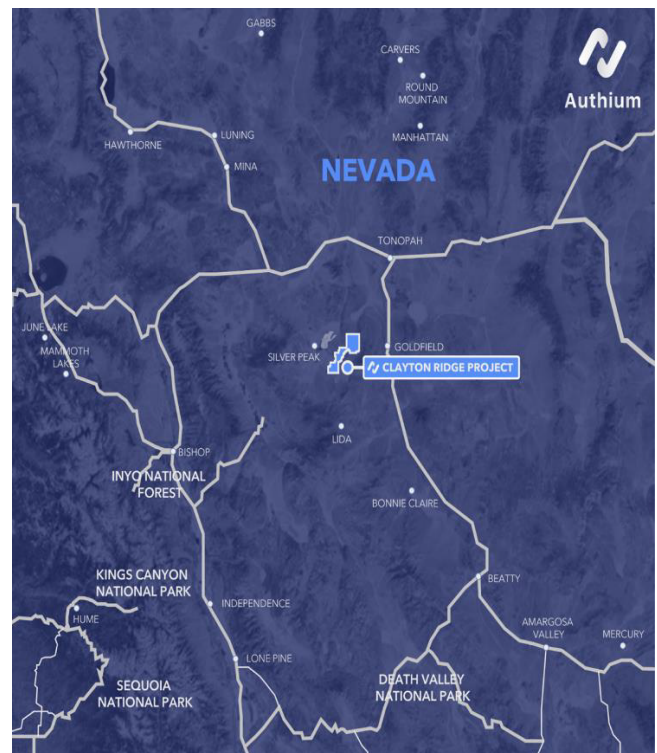 GABBS
CARVERS
ROUND
MOUNTAIN
Authium
MANHATTAN
HAWTHORNE
LUNING
MINA
NEVADA
TONOPAH
JUNE LAKE
MAMMOTH
LAKES
SILVER PEAK
GOLDFIELD
CLAYTON RIDGE PROJECT
LIDA
BISHOP
INYO NATIONAL
FOREST
BONNIE CLAIRE
KINGS CANYON
NATIONAL PARK
BEATTY
HUME
INDEPENDENCE
AMARGOSA
VALLEY
MERCURY
LONE PINE
SEQUOIA
NATIONAL PARK
DEATH VALLEY
NATIONAL PARK